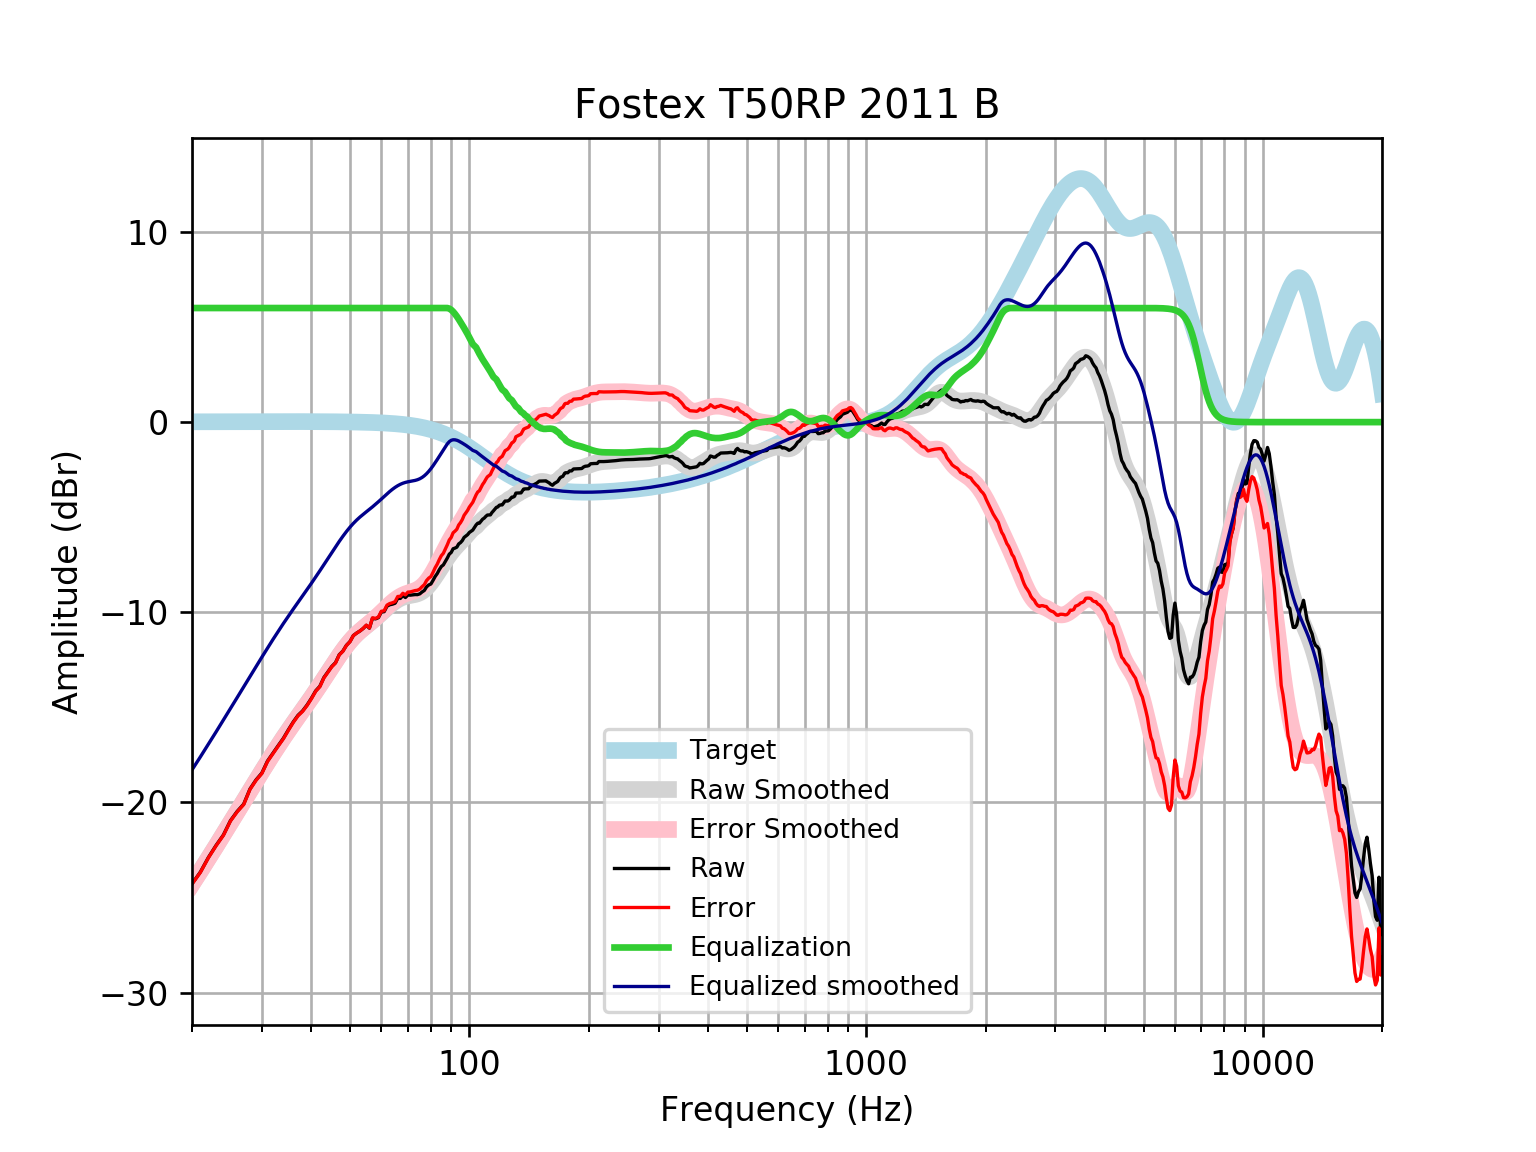 Fostex T50RP 2011 B
10
0
−10
−20
−30
Amplitude (dBr)
Target
Raw Smoothed
Error Smoothed
Raw
Error
Equalization
Equalized smoothed
100
1000
10000
Frequency (Hz)